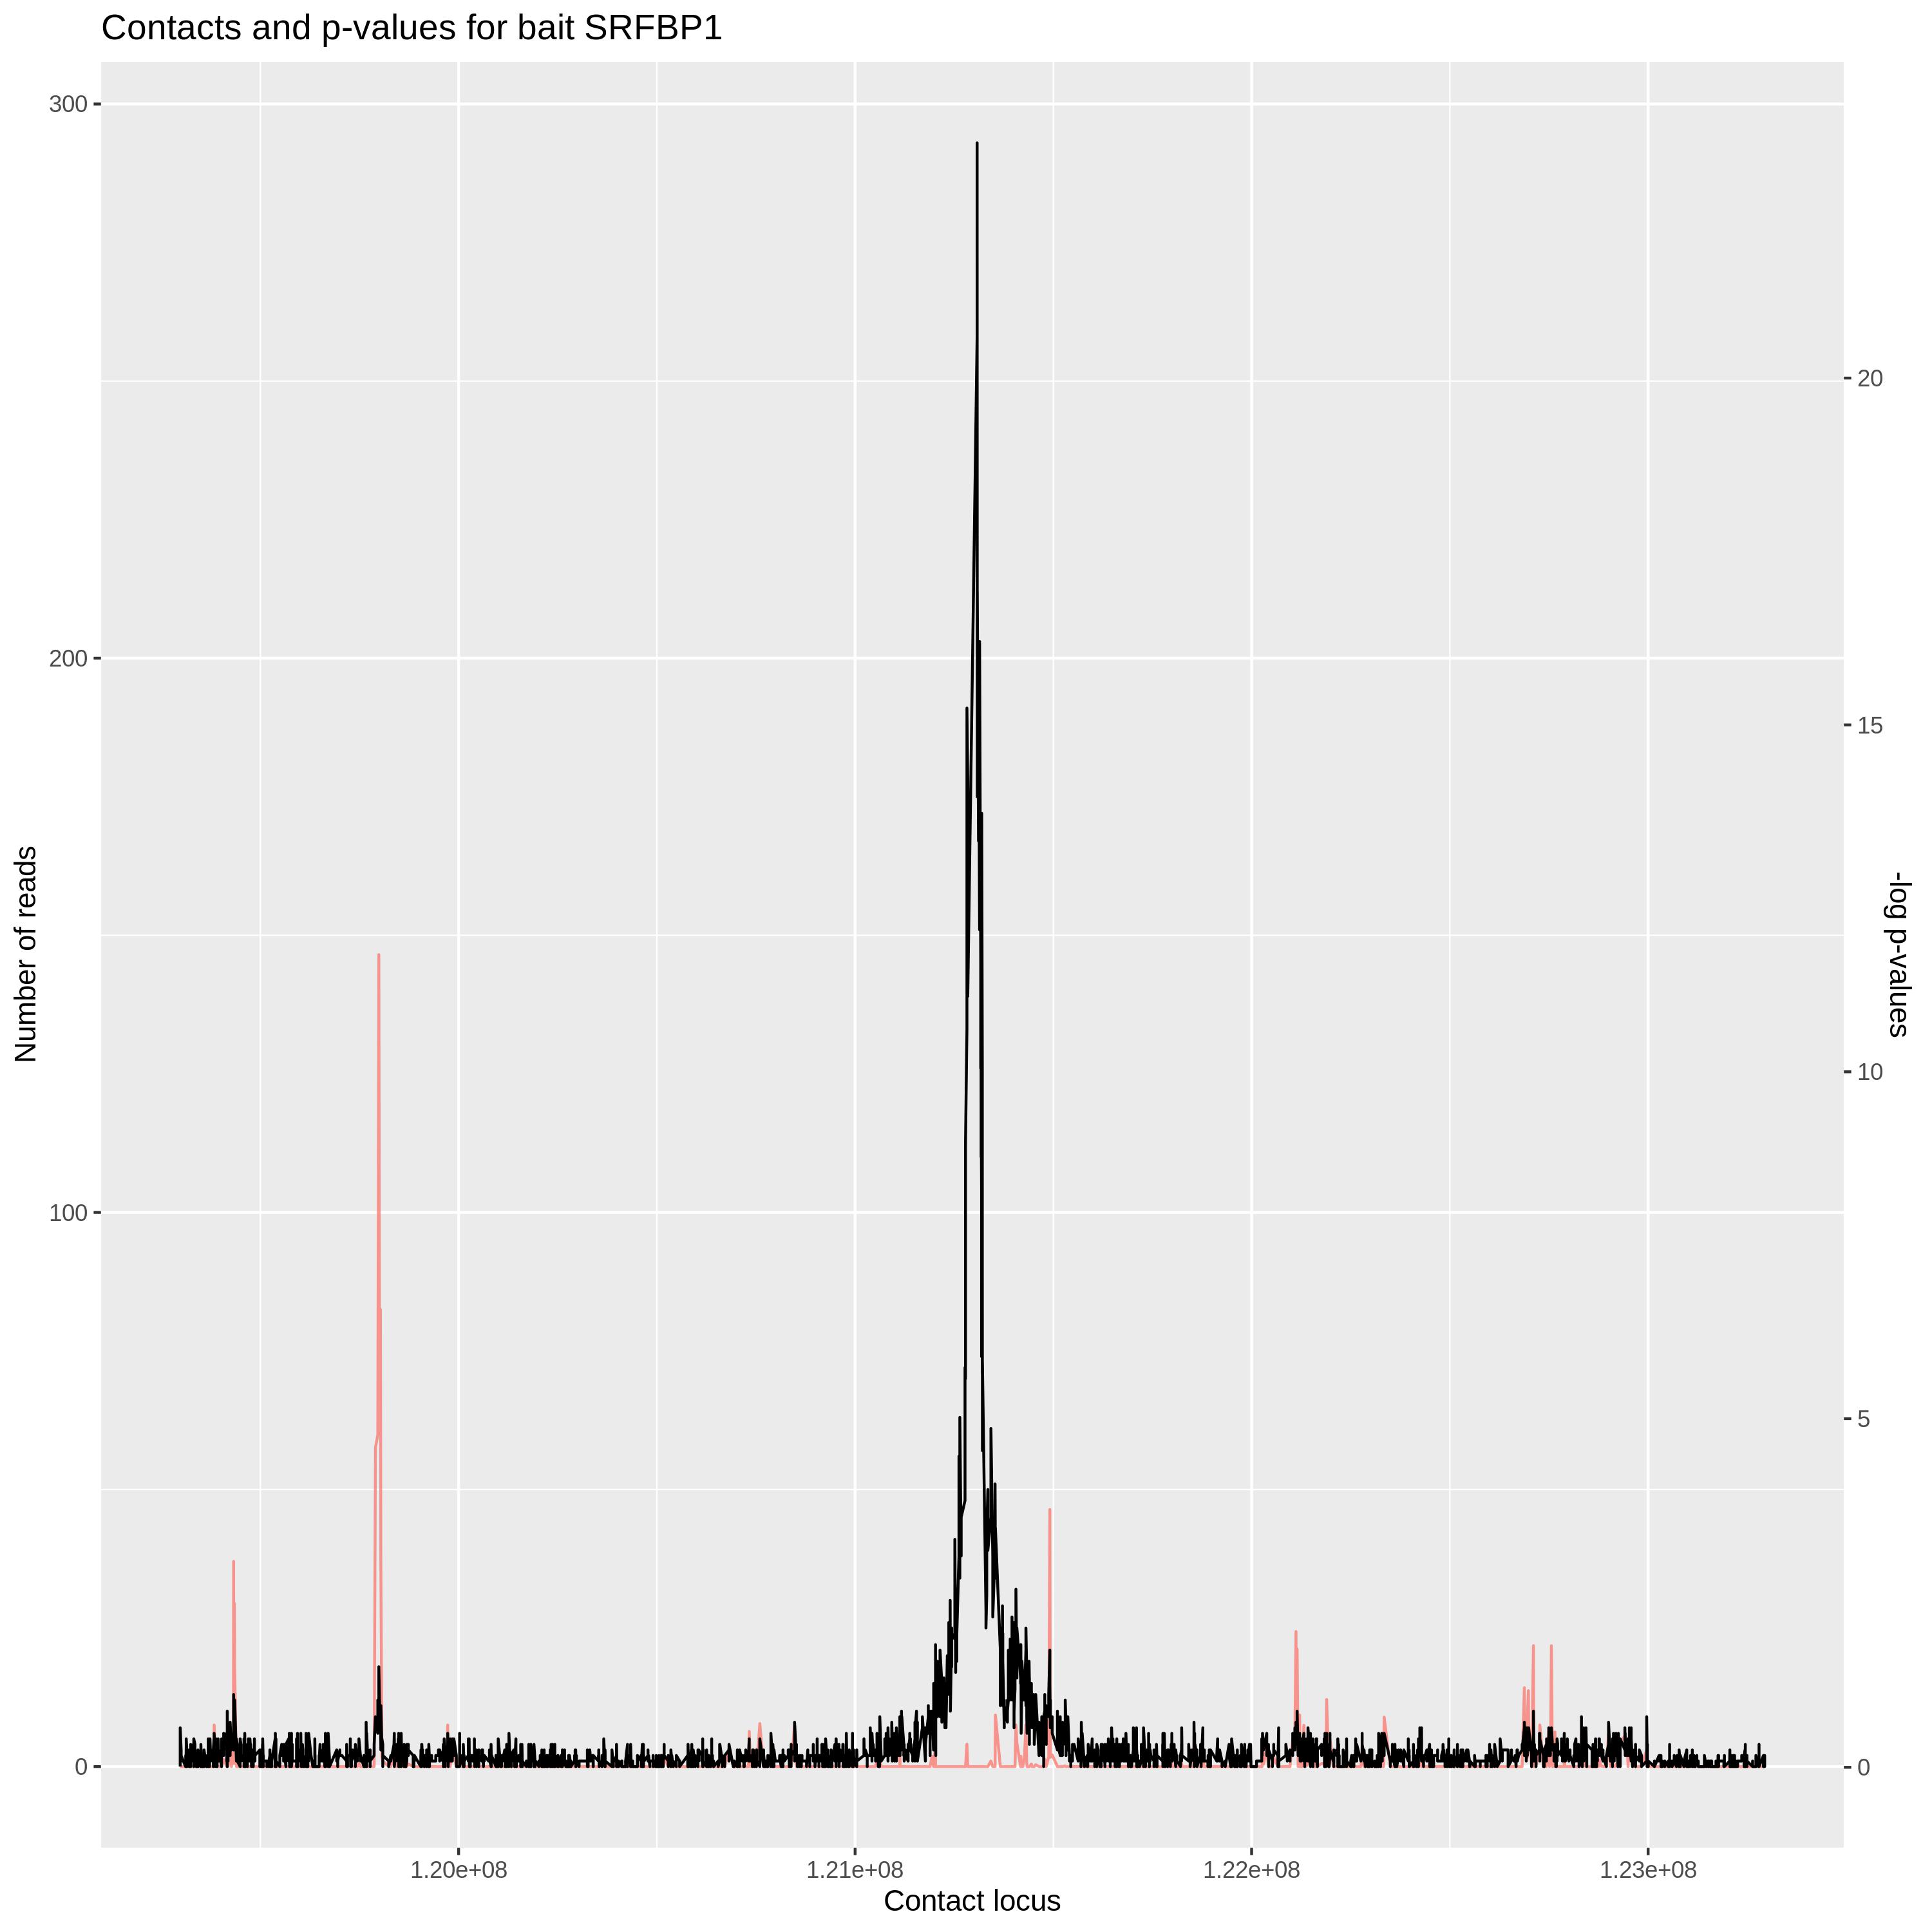 Contacts and p-values for bait SRFBP1
300
200
100
0
Number of reads
20
15
10
5
0
-log p-values
1.20e+08 1.21e+08 1.22e+08 1.23e+08
Contact locus